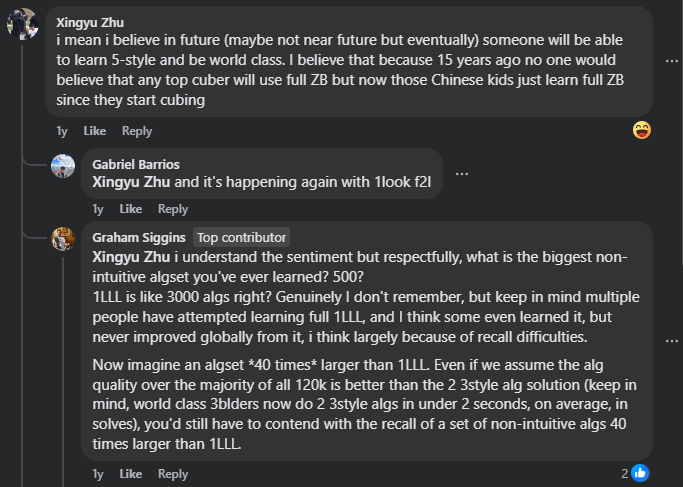 Xingyu Zhu
i mean i believe in future (maybe not near future but eventually) someone will be able
to learn 5-style and be world class. I believe that because 15 years ago no one would
believe that any top cuber will use full ZB but now those Chinese kids just learn full ZB
since they start cubing
1y Like Reply
Gabriel Barrios
Xingyu Zhu and it's happening again with 1look f2l
1y Like Reply
Graham Siggins Top contributor
Xingyu Zhu i understand the sentiment but respectfully, what is the biggest non-
intuitive algset you've ever learned? 500?
1LLL is like 3000 algs right? Genuinely I don't remember, but keep in mind multiple
people have attempted learning full 1LLL, and I think some even learned it, but
never improved globally from it, i think largely because of recall difficulties.
Now imagine an algset *40 times* larger than 1LLL. Even if we assume the alg
quality over the majority of all 120k is better than the 2 3style alg solution (keep in
mind, world class 3blders now do 2 3style algs in under 2 seconds, on average, in
solves), you'd still have to contend with the recall of a set of non-intuitive algs 40
times larger than 1LLL.
1y Like Reply 2